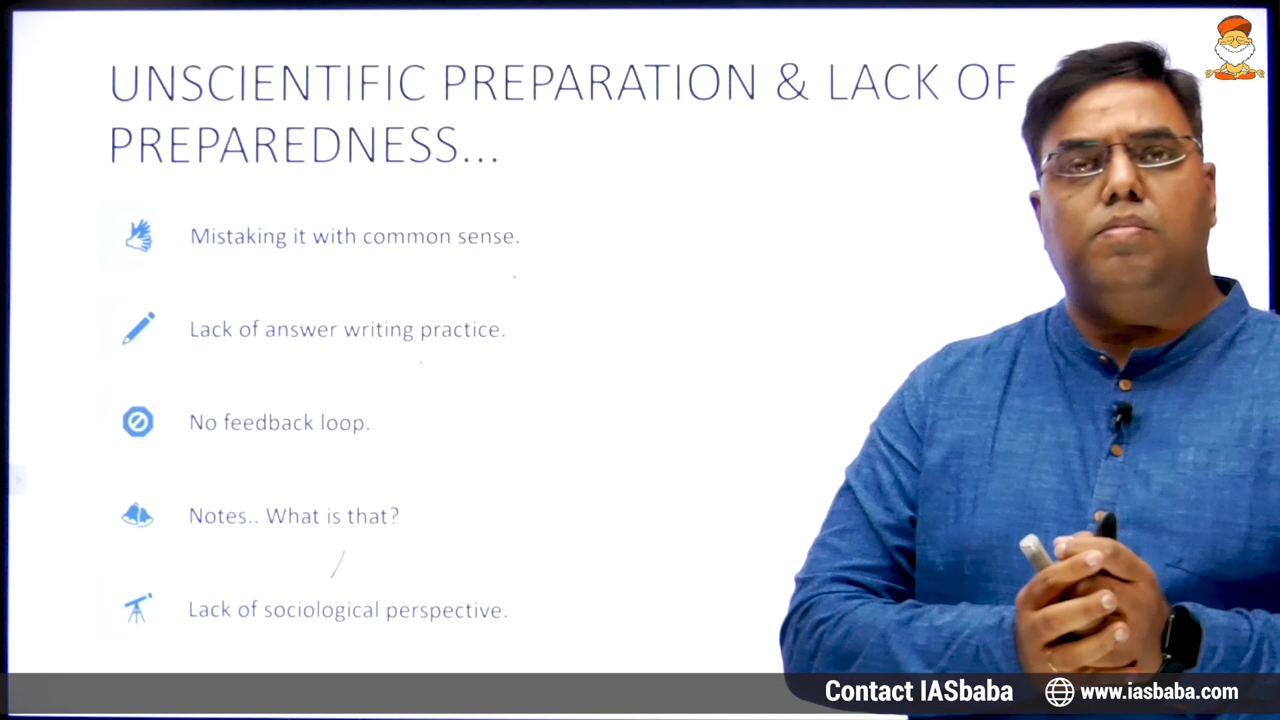 UNSCIENTIFIC PREPARATION & LACK OF
PREPAREDNESS...
Mistaking it with common sense.
Lack of answer writing practice.
No feedback loop.
Notes.. What is that?
Lack of sociological perspective.
Contact IASbaba
www.iasbaba.com